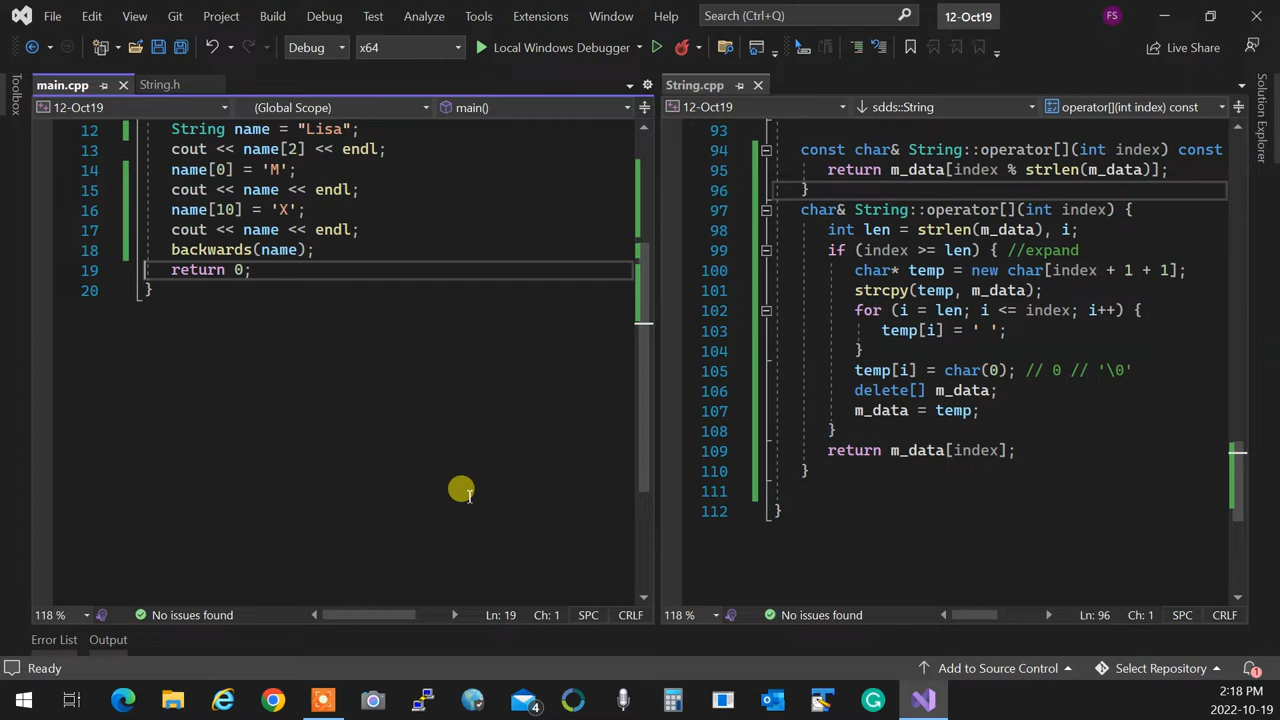 File Edit View Git Project Build Debug Test Analyze Tools Extensions Window Help Search (Ctrl+Q) 12-Oct19 FS
Debug x64 Local Windows Debugger Live Share
Toolbox
main.cpp String.h
12-Oct19 (Global Scope) main()
12 String name = "Lisa";
13 cout << name[2] << endl;
14 name[0] = 'M';
15 cout << name << endl;
16 name[10] = 'X';
17 cout << name << endl;
18 backwards(name);
19 return 0;
20 }
118 % No issues found Ln: 19 Ch: 1 SPC CRLF
String.cpp
12-Oct19 sdds::String operator[](int index) const
93
94 const char& String::operator[](int index) const
95 return m_data[index % strlen(m_data)];
96 }
97 char& String::operator[](int index) {
98 int len = strlen(m_data), i;
99 if (index >= len) { //expand
100 char* temp = new char[index + 1 + 1];
101 strcpy(temp, m_data);
102 for (i = len; i <= index; i++) {
103 temp[i] = ' ';
104 }
105 temp[i] = char(0); // 0 // '\0'
106 delete[] m_data;
107 m_data = temp;
108 }
109 return m_data[index];
110 }
111
112 }
118 % No issues found Ln: 96 Ch: 1 SPC CRLF
Solution Explorer
Error List Output
Ready Add to Source Control Select Repository 1
4
2:18 PM
2022-10-19